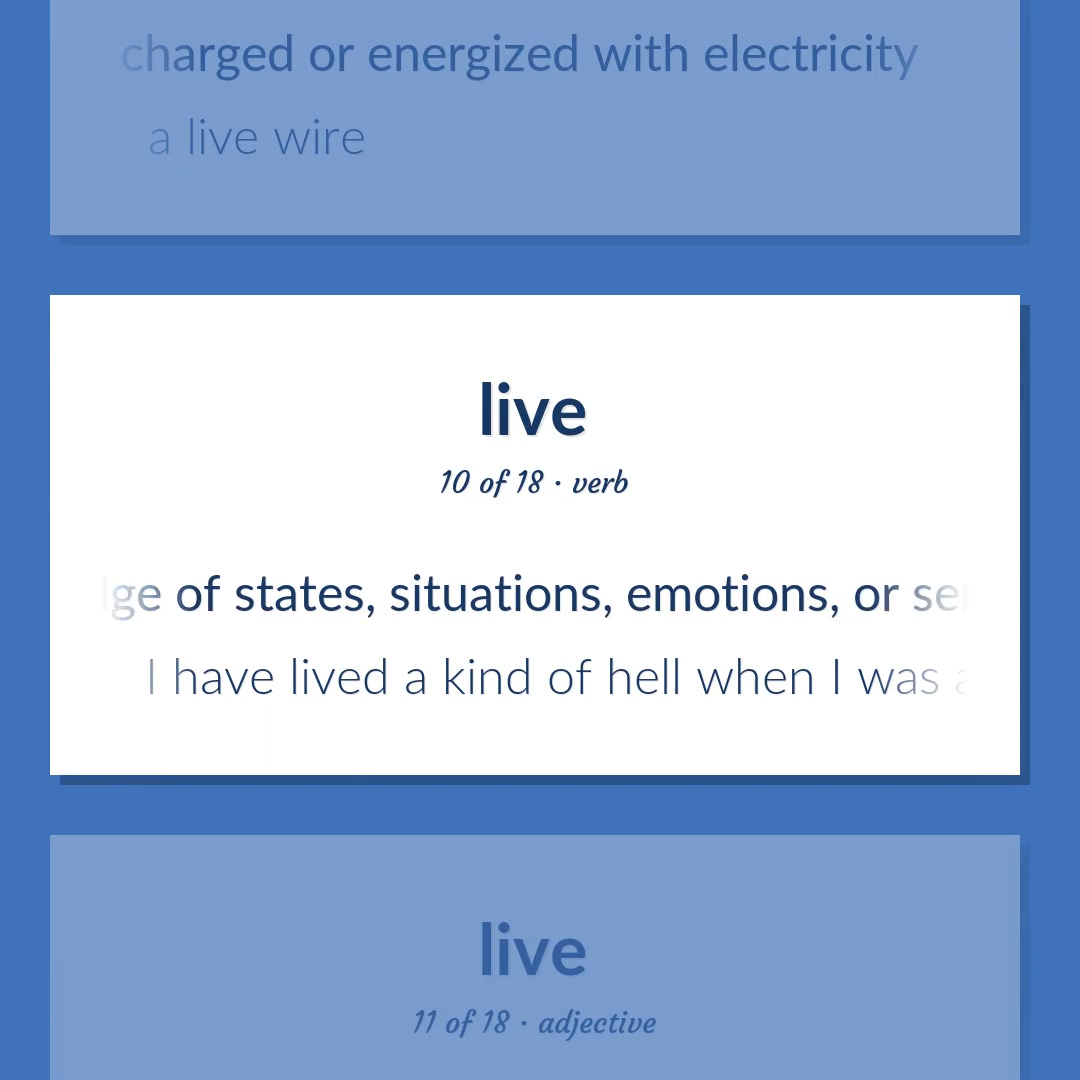 charged or energized with electricity
a live wire
live
10 of 18 · verb
of states, situations, emotions, or
I have lived a kind of hell when I was
live
11 of 18 · adjective